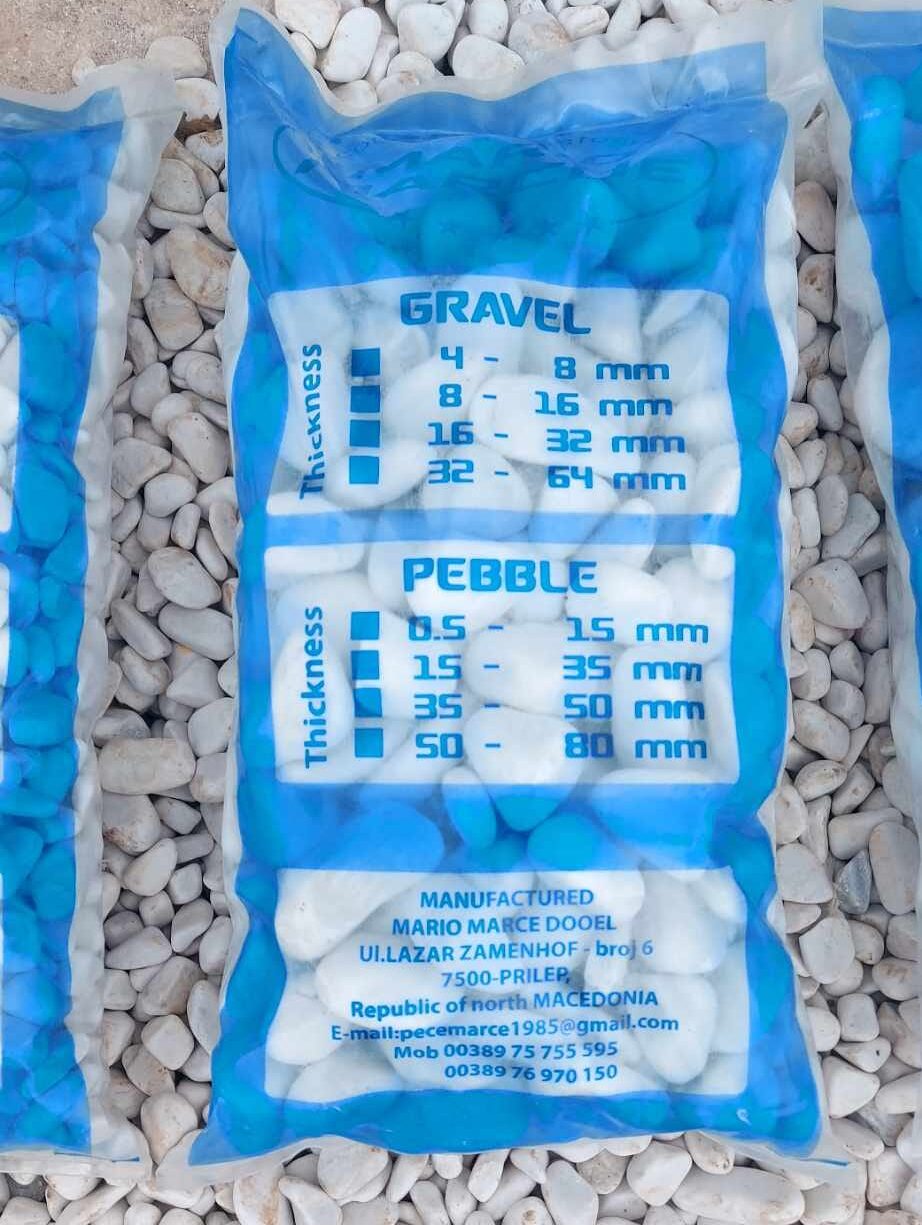 GRAVEL
Thickness
4 - 8 mm
8 - 16 mm
16 - 32 mm
32 - 64 mm
PEBBLE
Thickness
0.5 - 15 mm
15 - 35 mm
35 - 50 mm
50 - 80 mm
MANUFACTURED
MARIO MARCE DOOEL
Ul.LAZAR ZAMENHOF - broj 6
7500-PRILEP,
Republic of north MACEDONIA
E-mail:pecemarce1985@gmail.com
Mob 00389 75 755 595
00389 76 970 150